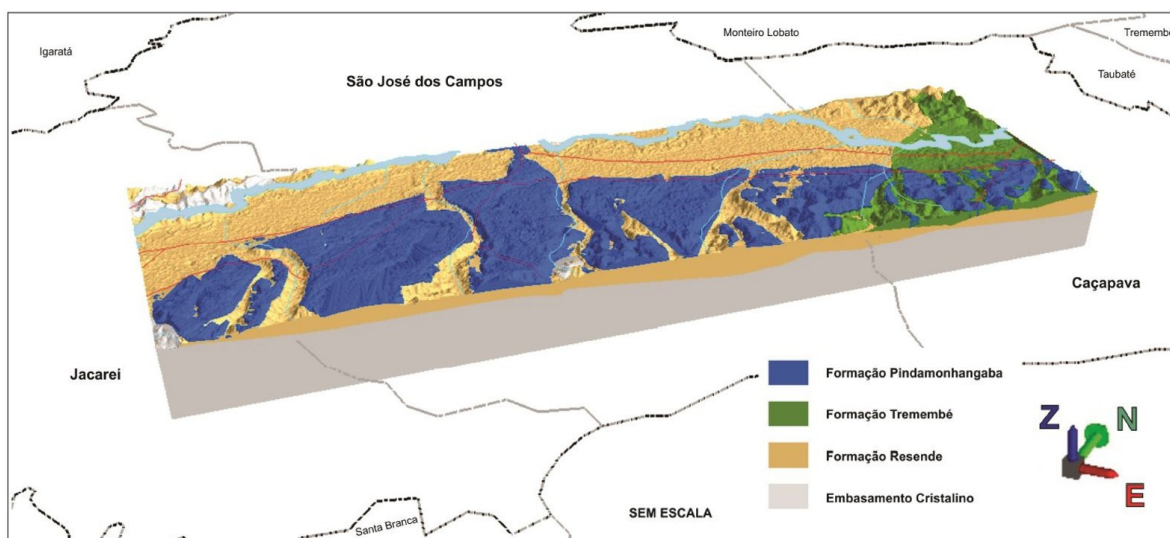 Igaratá
Monteiro Lobato
Tremembé
Taubaté
São José dos Campos
Caçapava
Jacarei
Formação Pindamonhangaba
Formação Tremembé
Formação Resende
Embasamento Cristalino
Z
N
E
SEM ESCALA
Santa Branca